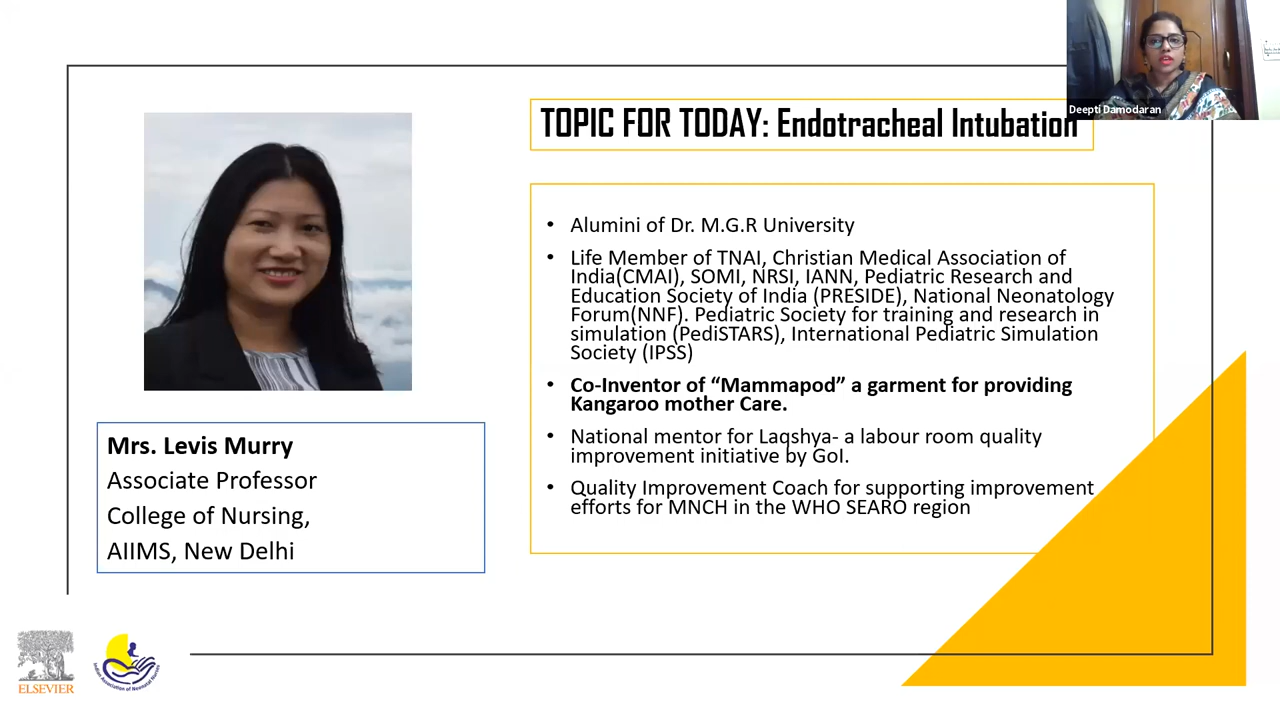 Deepti Damodaran
TOPIC FOR TODAY: Endotracheal Intubation
• Alumini of Dr. M.G.R University
• Life Member of TNAI, Christian Medical Association of
India(CMAI), SOMI, NRSI, IANN, Pediatric Research and
Education Society of India (PRESIDE), National Neonatology
Forum(NNF). Pediatric Society for training and research in
simulation (PediSTARS), International Pediatric Simulation
Society (IPSS)
• Co-Inventor of “Mammapod” a garment for providing
Kangaroo mother Care.
• National mentor for Laqshya- a labour room quality
improvement initiative by GoI.
• Quality Improvement Coach for supporting improvement
efforts for MNCH in the WHO SEARO region
Mrs. Levis Murry
Associate Professor
College of Nursing,
AIIMS, New Delhi
ELSEVIER
Indian Association of Neonatal Nurses